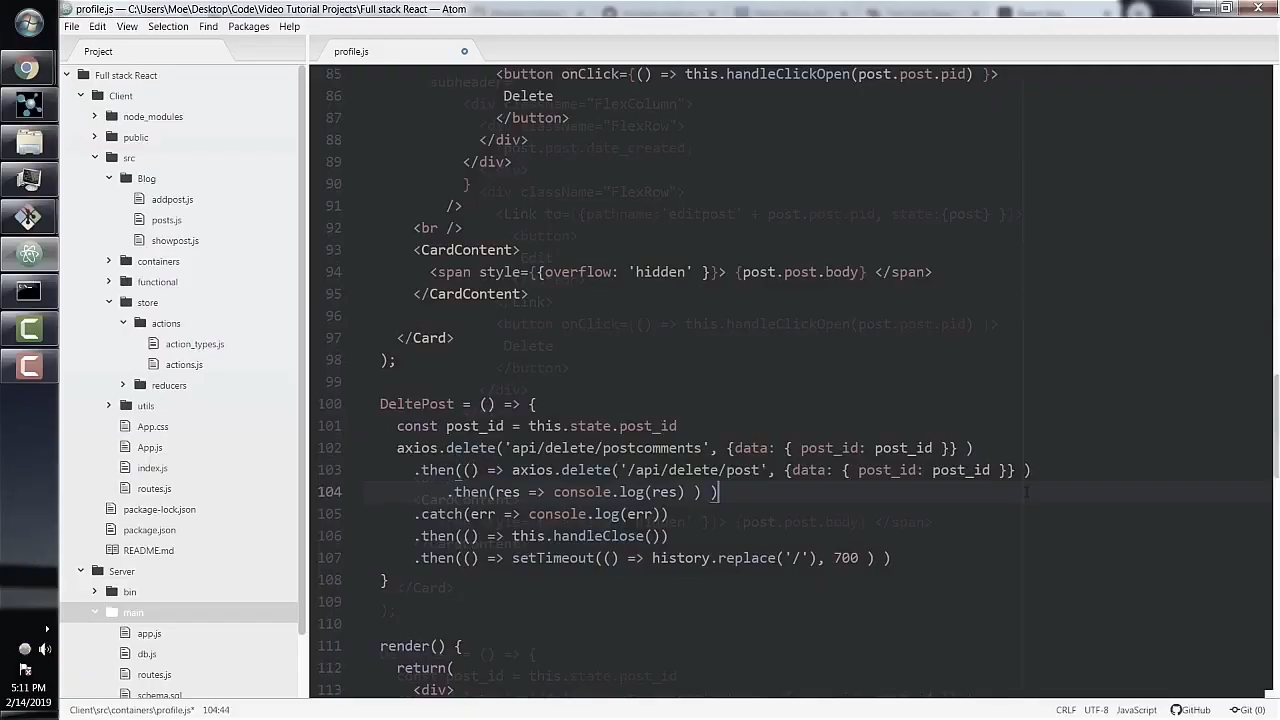 profile.js — C:\Users\Moe\Desktop\Code\Video Tutorial Projects\Full stack React — Atom
File Edit View Selection Find Packages Help
Project
profile.js
Full stack React
Client
node_modules
public
src
Blog
addpost.js
posts.js
showpost.js
containers
functional
store
actions
action_types.js
actions.js
reducers
utils
App.css
App.js
index.js
routes.js
package-lock.json
package.json
README.md
Server
bin
main
app.js
db.js
routes.js
schema.sql
85 <button onClick={() => this.handleClickOpen(post.post.pid) }>
86 Delete
87 </button>
88 </div>
89 </div>
90 }
91 />
92 <br />
93 <CardContent>
94 <span style={{overflow: 'hidden' }}> {post.post.body} </span>
95 </CardContent>
96
97 </Card>
98 );
99
100 DeltePost = () => {
101 const post_id = this.state.post_id
102 axios.delete('api/delete/postcomments', {data: { post_id: post_id }} )
103 .then(() => axios.delete('/api/delete/post', {data: { post_id: post_id }} )
104 .then(res => console.log(res) ) )
105 .catch(err => console.log(err))
106 .then(() => this.handleClose())
107 .then(() => setTimeout(() => history.replace('/'), 700 ) )
108 }
109
110
111 render() {
112 return(
113 <div>
5:11 PM
2/14/2019
Client\src\containers\profile.js* 104:44
CRLF UTF-8 JavaScript GitHub Git (0)